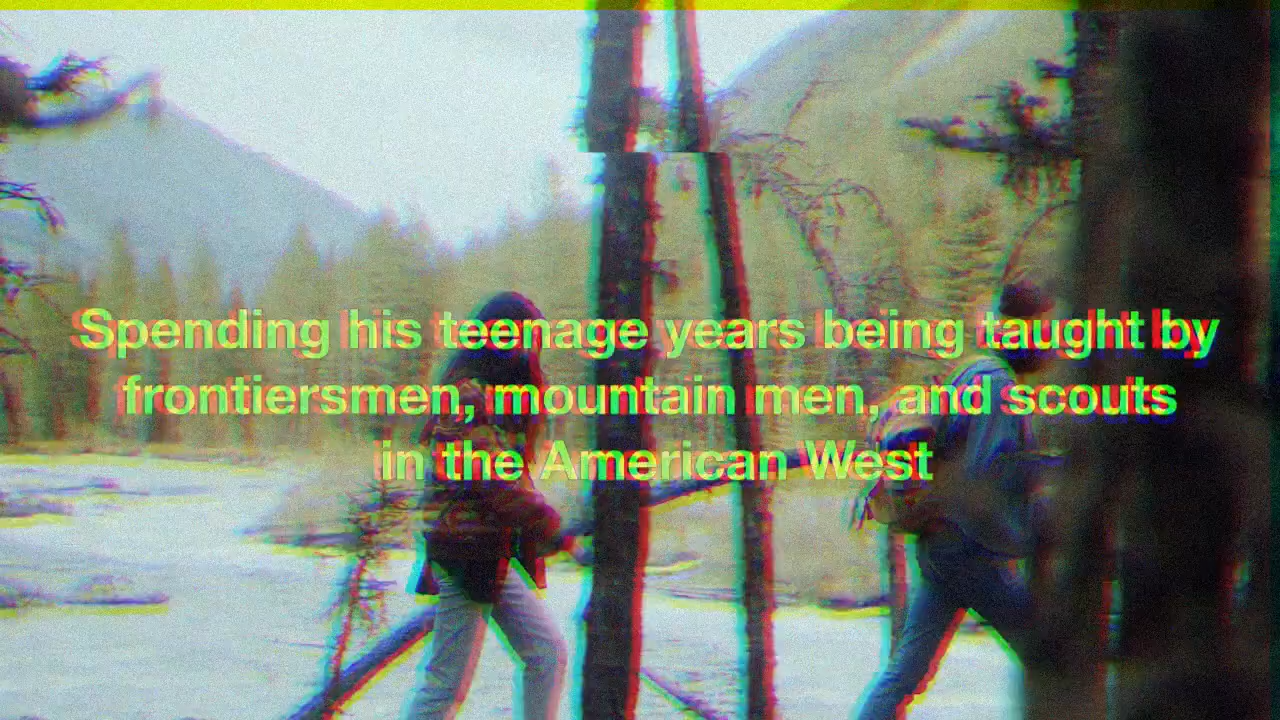 Spending his teenage years being taught by
frontiersmen, mountain men, and scouts
in the American West